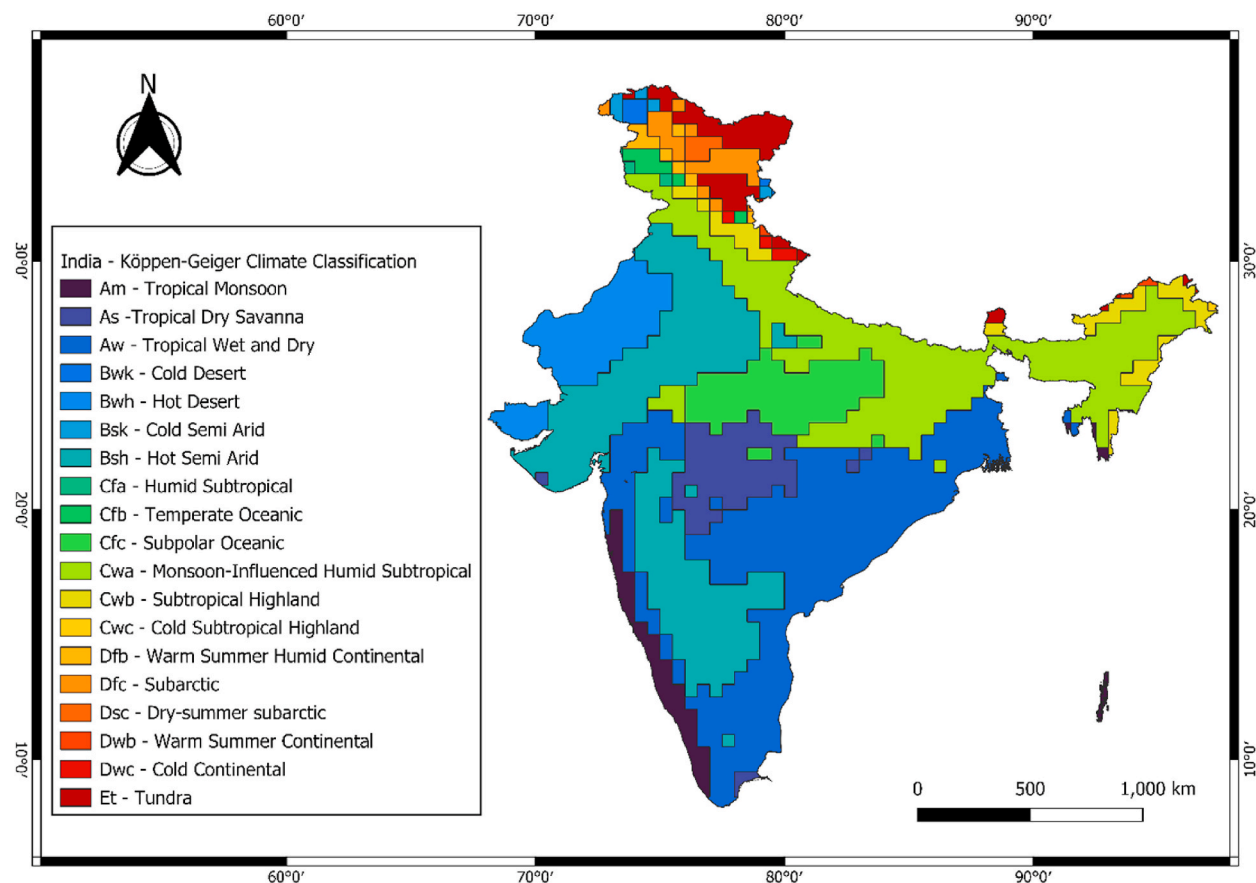 60°0′ 70°0′ 80°0′ 90°0′
N
30°0′ 30°0′
India - Köppen-Geiger Climate Classification
Am - Tropical Monsoon
As -Tropical Dry Savanna
Aw - Tropical Wet and Dry
Bwk - Cold Desert
Bwh - Hot Desert
Bsk - Cold Semi Arid
Bsh - Hot Semi Arid
Cfa - Humid Subtropical
20°0′ 20°0′
Cfb - Temperate Oceanic
Cfc - Subpolar Oceanic
Cwa - Monsoon-Influenced Humid Subtropical
Cwb - Subtropical Highland
Cwc - Cold Subtropical Highland
Dfb - Warm Summer Humid Continental
Dfc - Subarctic
Dsc - Dry-summer subarctic
Dwb - Warm Summer Continental
10°0′ 10°0′
Dwc - Cold Continental
Et - Tundra
0 500 1,000 km
60°0′ 70°0′ 80°0′ 90°0′